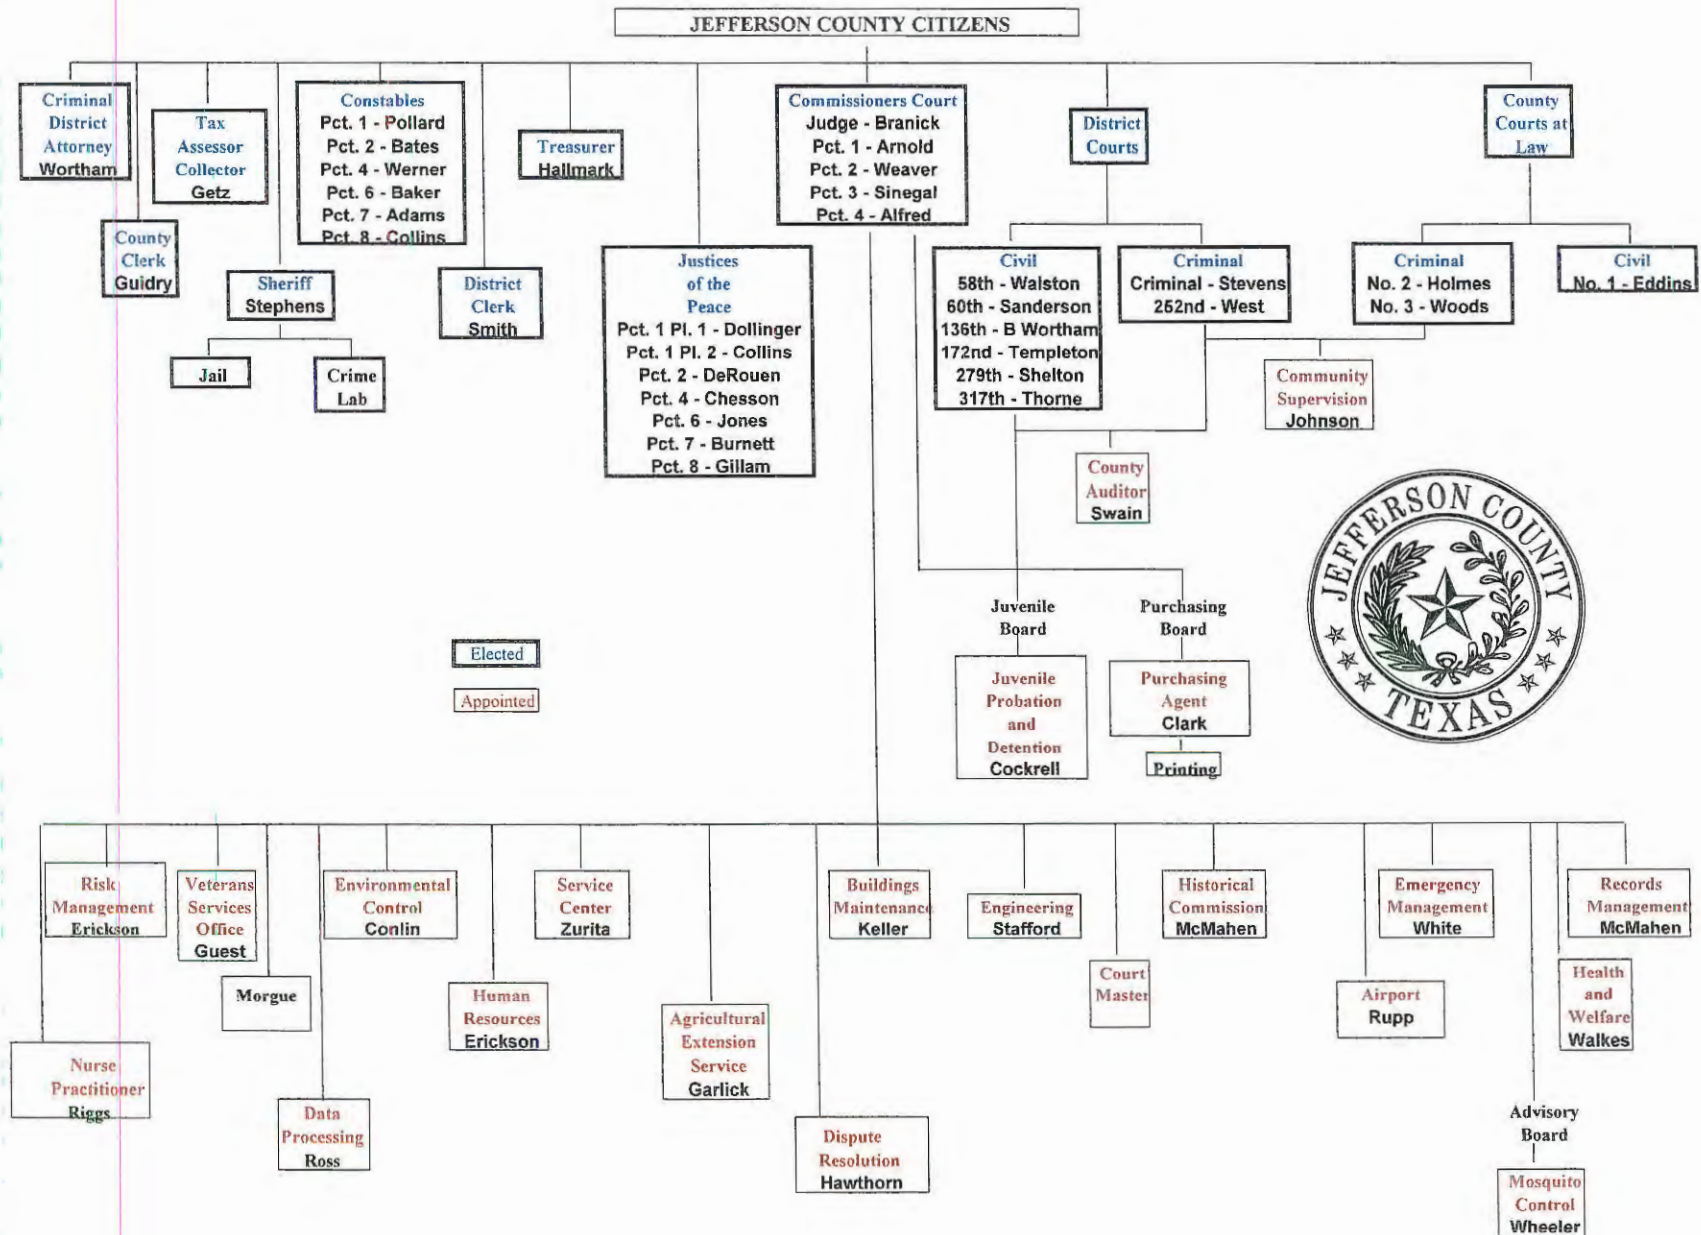 JEFFERSON COUNTY CITIZENS
Criminal
District
Attorney
Wortham
County
Clerk
Guidry
Tax
Assessor
Collector
Getz
Sheriff
Stephens
Jail
Crime
Lab
Constables
Pct. 1 - Pollard
Pct. 2 - Bates
Pct. 4 - Werner
Pct. 6 - Baker
Pct. 7 - Adams
Pct. 8 - Collins
District
Clerk
Smith
Treasurer
Hallmark
Justices
of the
Peace
Pct. 1 Pl. 1 - Dollinger
Pct. 1 Pl. 2 - Collins
Pct. 2 - DeRouen
Pct. 4 - Chesson
Pct. 6 - Jones
Pct. 7 - Burnett
Pct. 8 - Gillam
Commissioners Court
Judge - Branick
Pct. 1 - Arnold
Pct. 2 - Weaver
Pct. 3 - Sinegal
Pct. 4 - Alfred
District
Courts
Civil
58th - Walston
60th - Sanderson
136th - B Wortham
172nd - Templeton
279th - Shelton
317th - Thorne
Criminal
Criminal - Stevens
252nd - West
County
Courts at
Law
Criminal
No. 2 - Holmes
No. 3 - Woods
Civil
No. 1 - Eddins
Community
Supervision
Johnson
County
Auditor
Swain
Juvenile
Board
Juvenile
Probation
and
Detention
Cockrell
Purchasing
Board
Purchasing
Agent
Clark
Printing
JEFFERSON COUNTY
TEXAS
Elected
Appointed
Risk
Management
Erickson
Veterans
Services
Office
Guest
Environmental
Control
Conlin
Service
Center
Zurita
Buildings
Maintenance
Keller
Engineering
Stafford
Historical
Commission
McMahen
Emergency
Management
White
Records
Management
McMahen
Morgue
Human
Resources
Erickson
Agricultural
Extension
Service
Garlick
Court
Master
Airport
Rupp
Health
and
Welfare
Walkes
Nurse
Practitioner
Riggs
Data
Processing
Ross
Dispute
Resolution
Hawthorn
Advisory
Board
Mosquito
Control
Wheeler